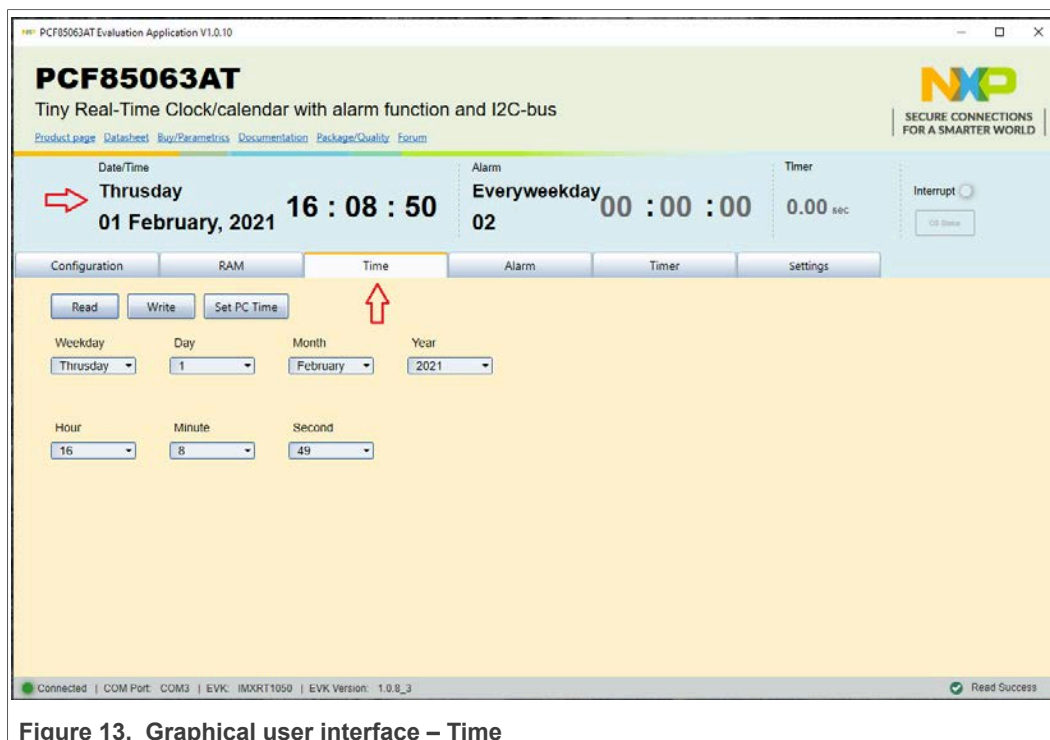 PCF85063AT Evaluation Application V1.0.10
PCF85063AT
Tiny Real-Time Clock/calendar with alarm function and I2C-bus
Product page Datasheet Buy/Parametrics Documentation Package/Quality Forum
NXP
SECURE CONNECTIONS
FOR A SMARTER WORLD
Date/Time
Thrusday
01 February, 2021
16 : 08 : 50
Alarm
Everyweekday
02
00 :00 :00
Timer
0.00 sec
Interrupt
Configuration RAM Time Alarm Timer Settings
Read Write Set PC Time
Weekday Day Month Year
Thrusday 1 February 2021
Hour Minute Second
16 8 49
Connected | COM Port: COM3 | EVK: IMXRT1050 | EVK Version: 1.0.8_3
Read Success
Figure 13. Graphical user interface – Time